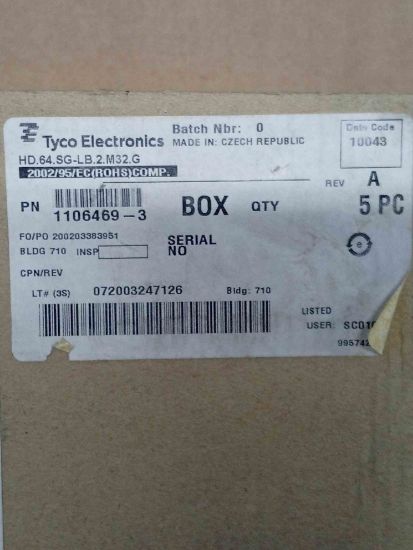 Tyco Electronics
Batch Nbr: 0
MADE IN: CZECH REPUBLIC
Date Code
10043
HD.64.SG-LB.2.M32.G
2002/95/EC(ROHS)COMP.
REV A
PN 1106469-3
BOX QTY 5 PC
FO/PO 200203383951
SERIAL NO
BLDG 710 INSP
e
CPN/REV
LT# (3S) 072003247126
Bldg: 710
LISTED
USER: